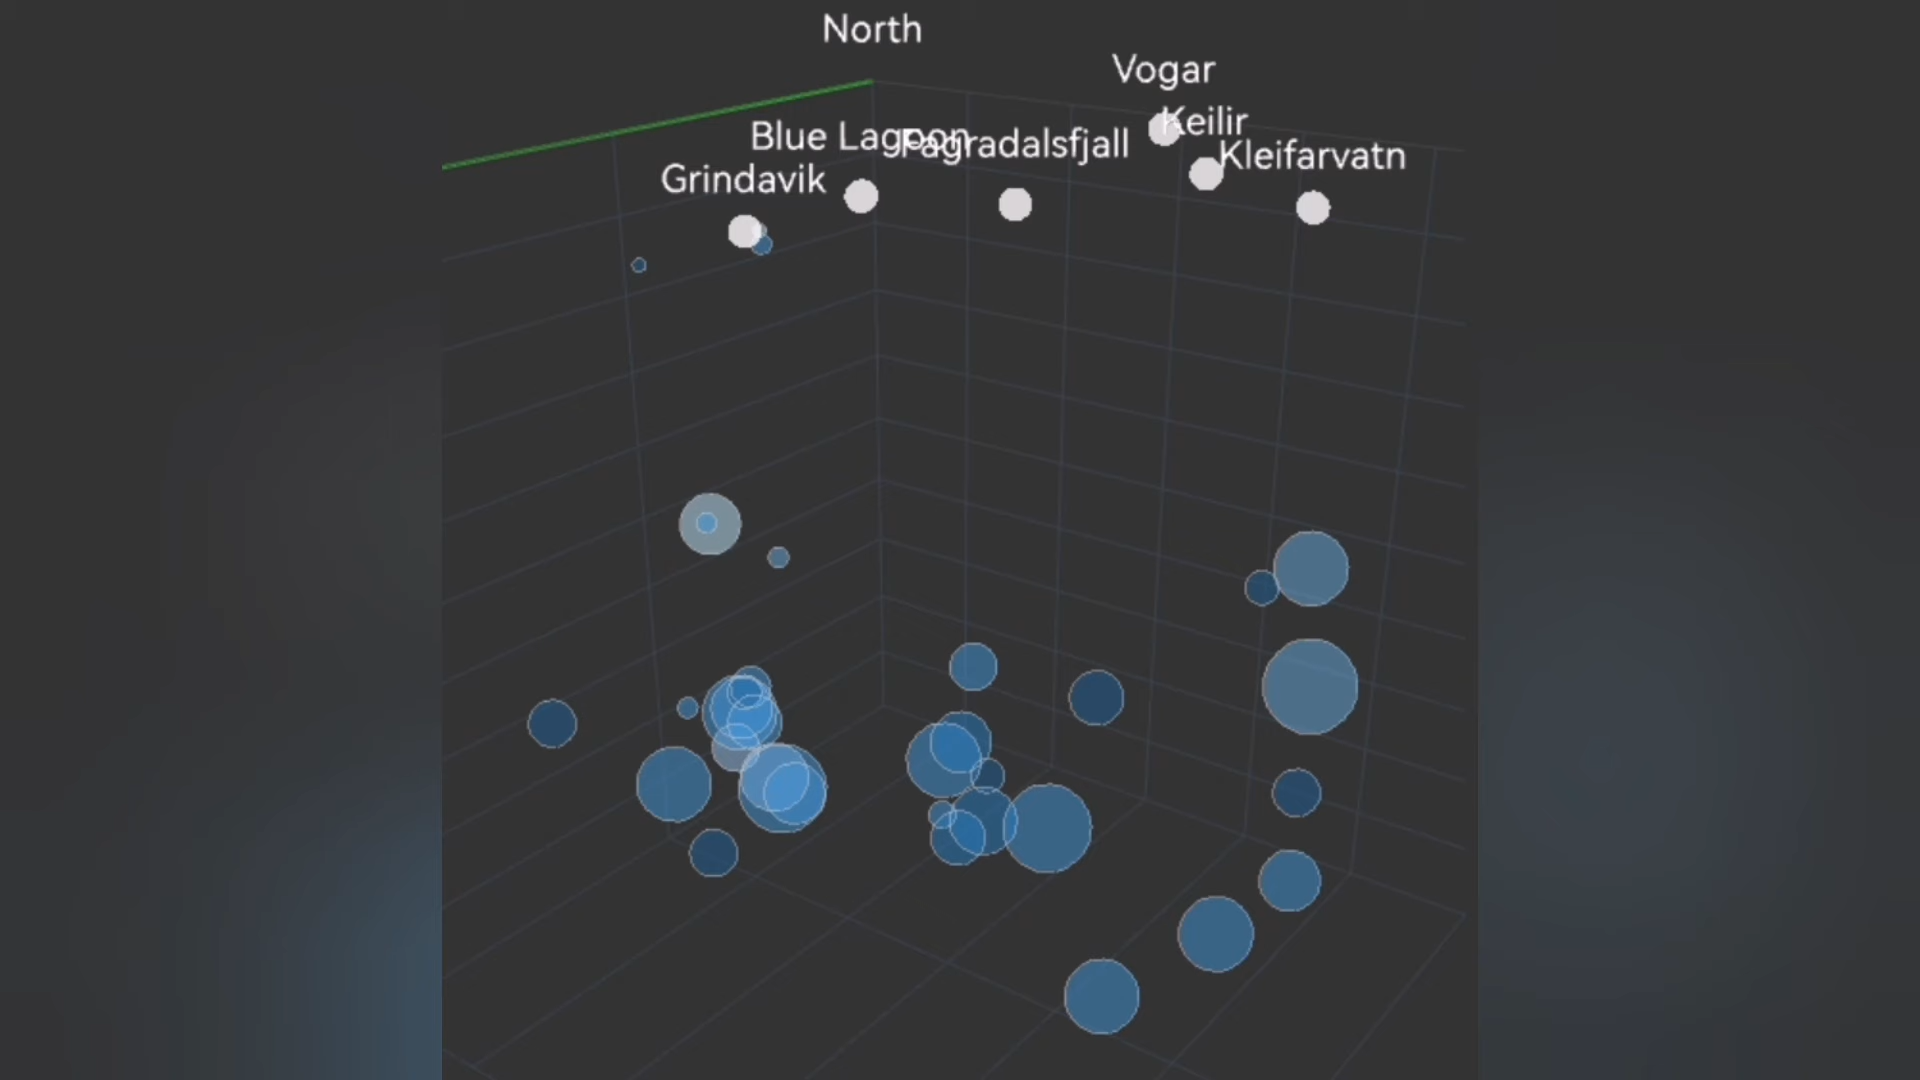 North
Vogar
Keilir
Blue Lagoon
Fagradalsfjall
Kleifarvatn
Grindavik